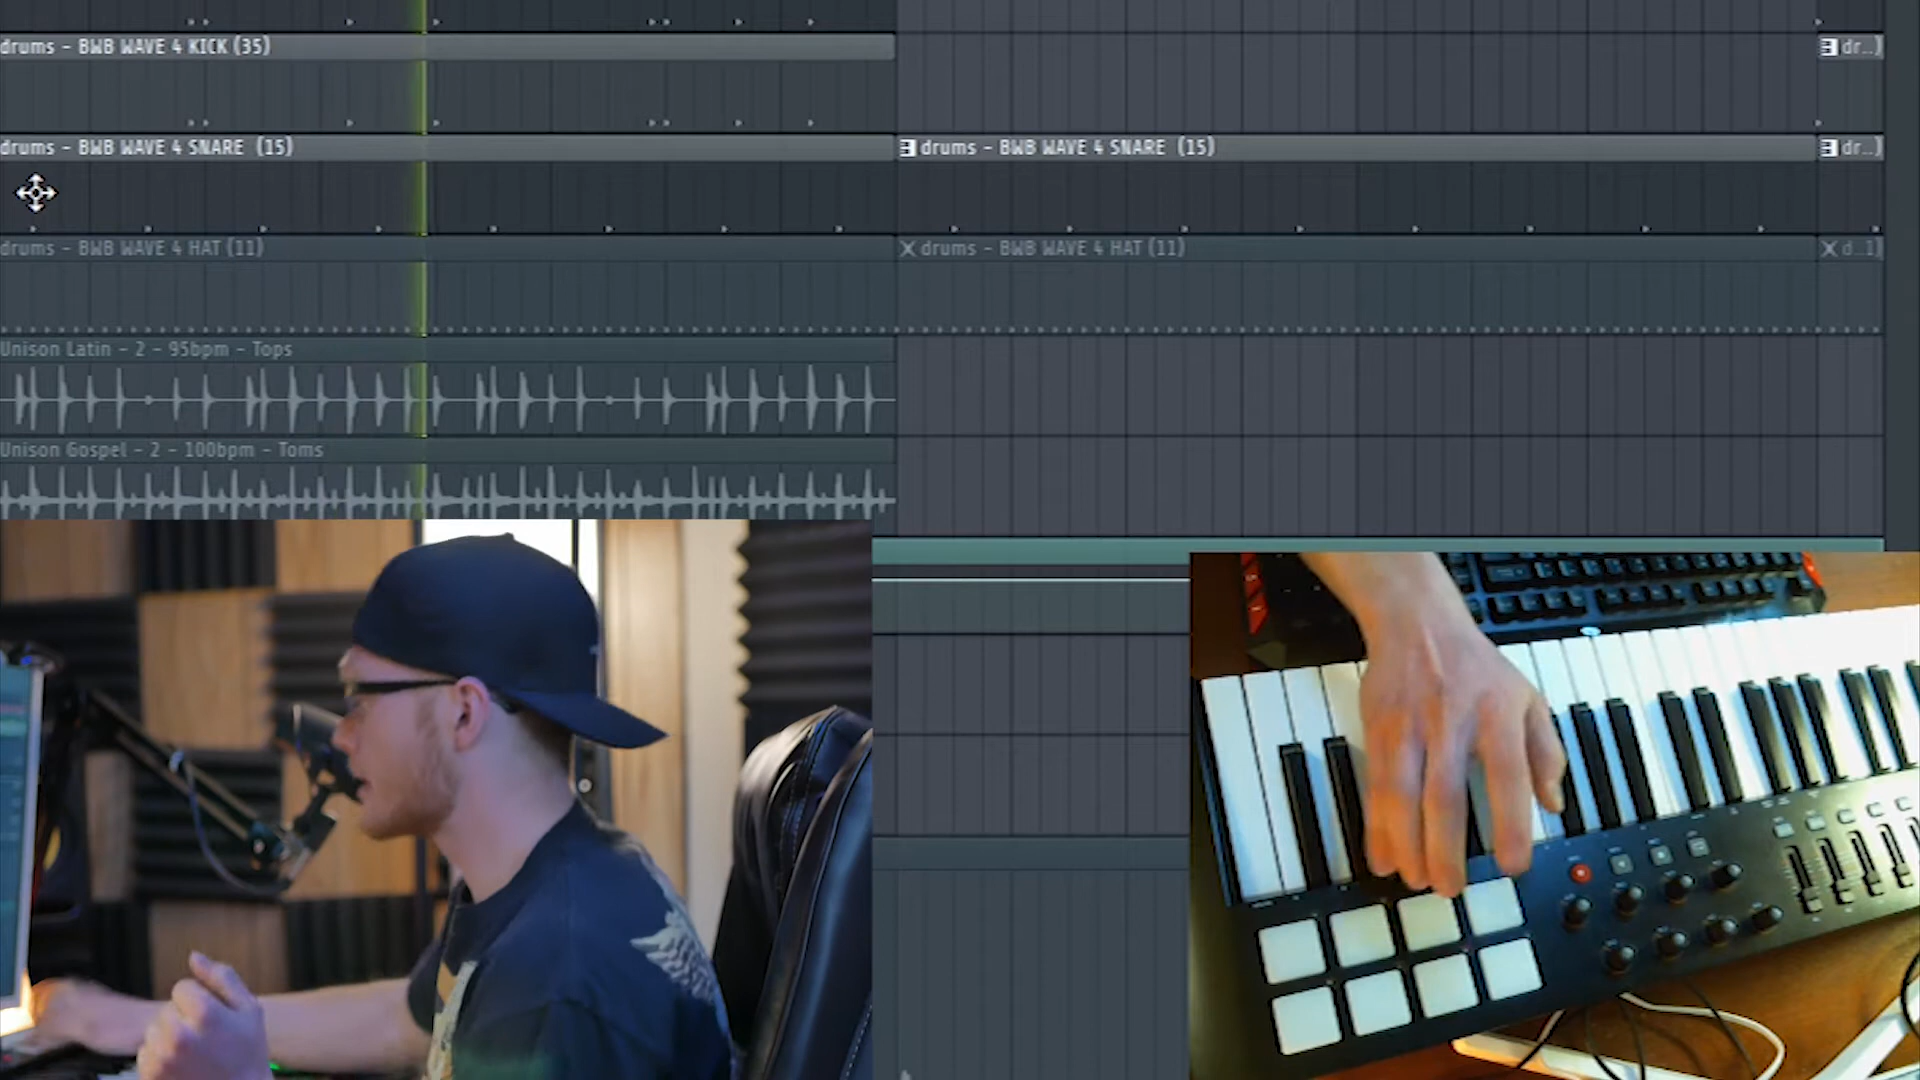 drums - BWB WAVE 4 KICK (35)
dr...)
drums - BWB WAVE 4 SNARE (15)
drums - BWB WAVE 4 SNARE (15)
dr...)
drums - BWB WAVE 4 HAT (11)
drums - BWB WAVE 4 HAT (11)
d...1)
Unison Latin - 2 - 95bpm - Tops
Unison Gospel - 2 - 100bpm - Toms